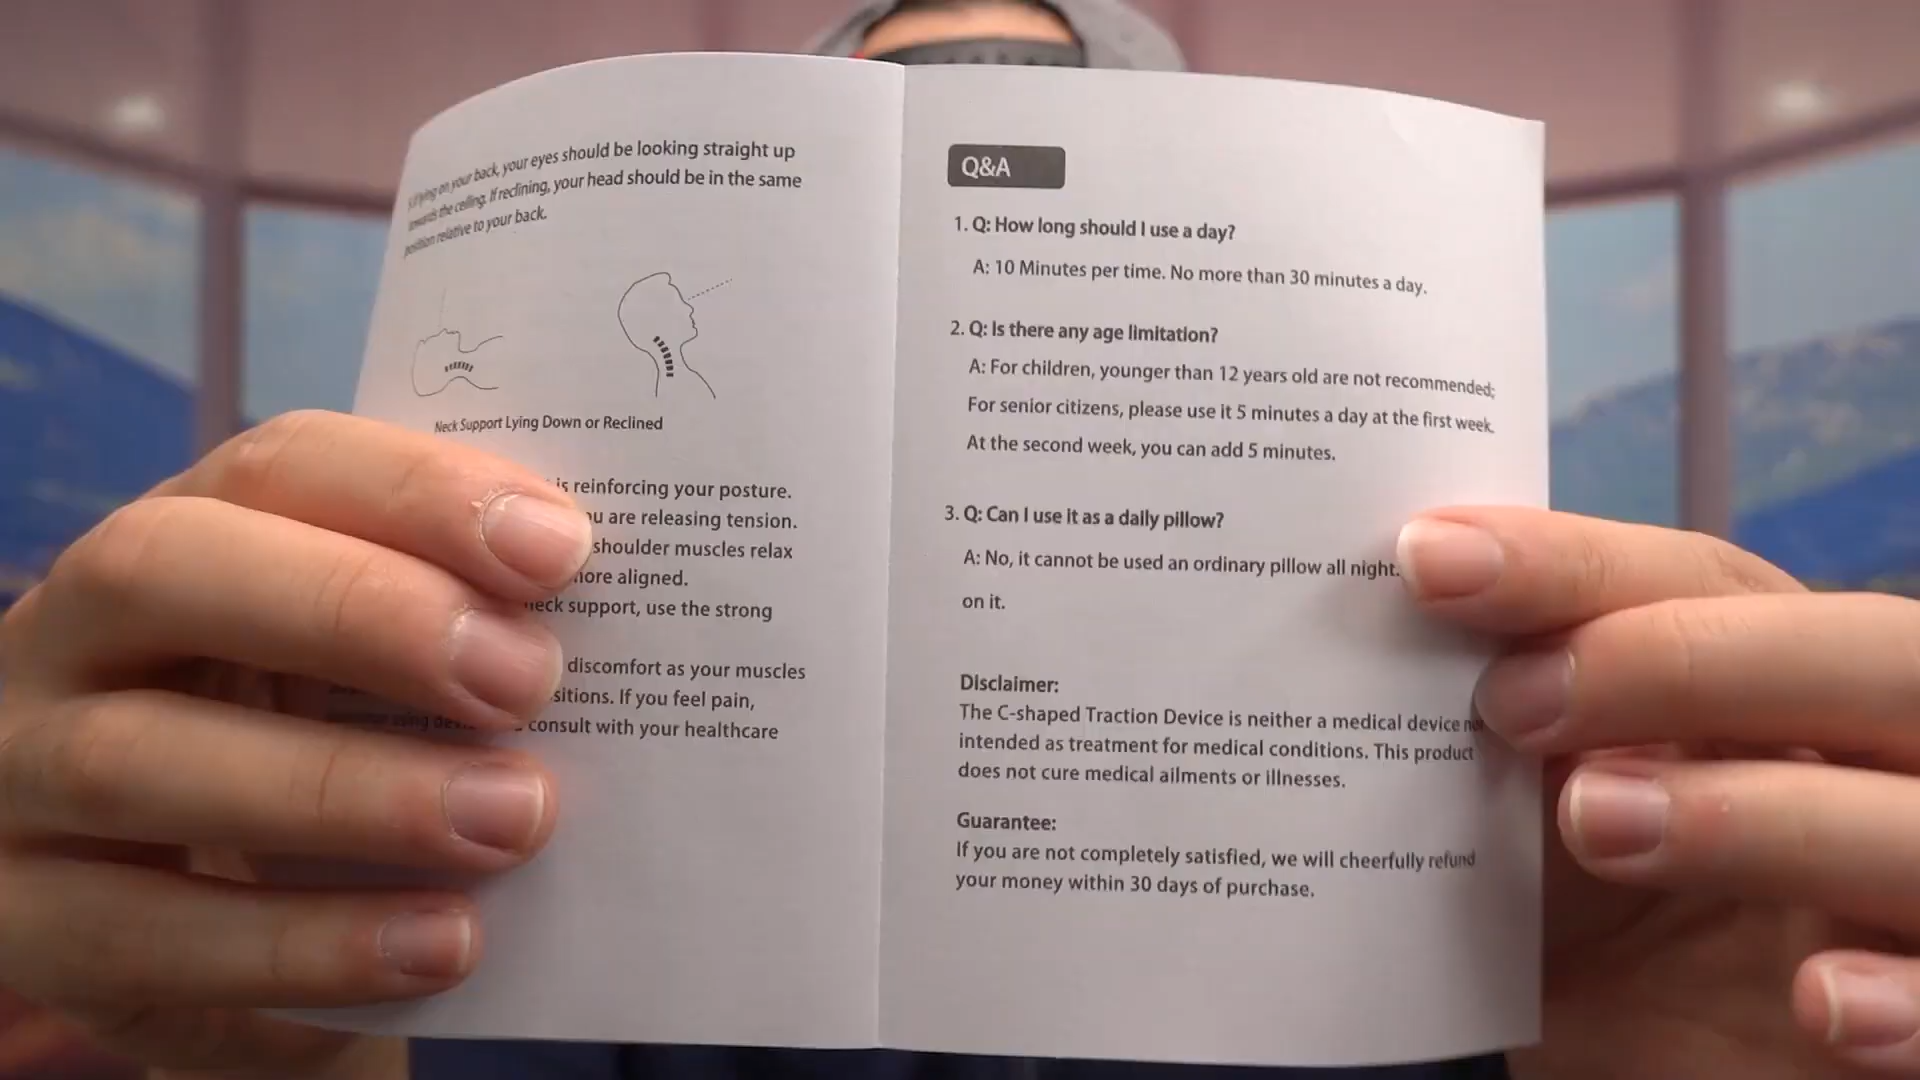 lying on your back, your eyes should be looking straight up
towards the ceiling. If reclining, your head should be in the same
position relative to your back.
Neck Support Lying Down or Reclined
is reinforcing your posture.
are releasing tension.
shoulder muscles relax
aligned.
neck support, use the strong
discomfort as your muscles
If you feel pain,
using
consult with your healthcare
Q&A
1. Q: How long should I use a day?
A: 10 Minutes per time. No more than 30 minutes a day.
2. Q: Is there any age limitation?
A: For children, younger than 12 years old are not recommended;
For senior citizens, please use it 5 minutes a day at the first week.
At the second week, you can add 5 minutes.
3. Q: Can I use it as a daily pillow?
A: No, it cannot be used an ordinary pillow all night.
on it.
Disclaimer:
The C-shaped Traction Device is neither a medical device
intended as treatment for medical conditions. This product
does not cure medical ailments or illnesses.
Guarantee:
If you are not completely satisfied, we will cheerfully refund
your money within 30 days of purchase.